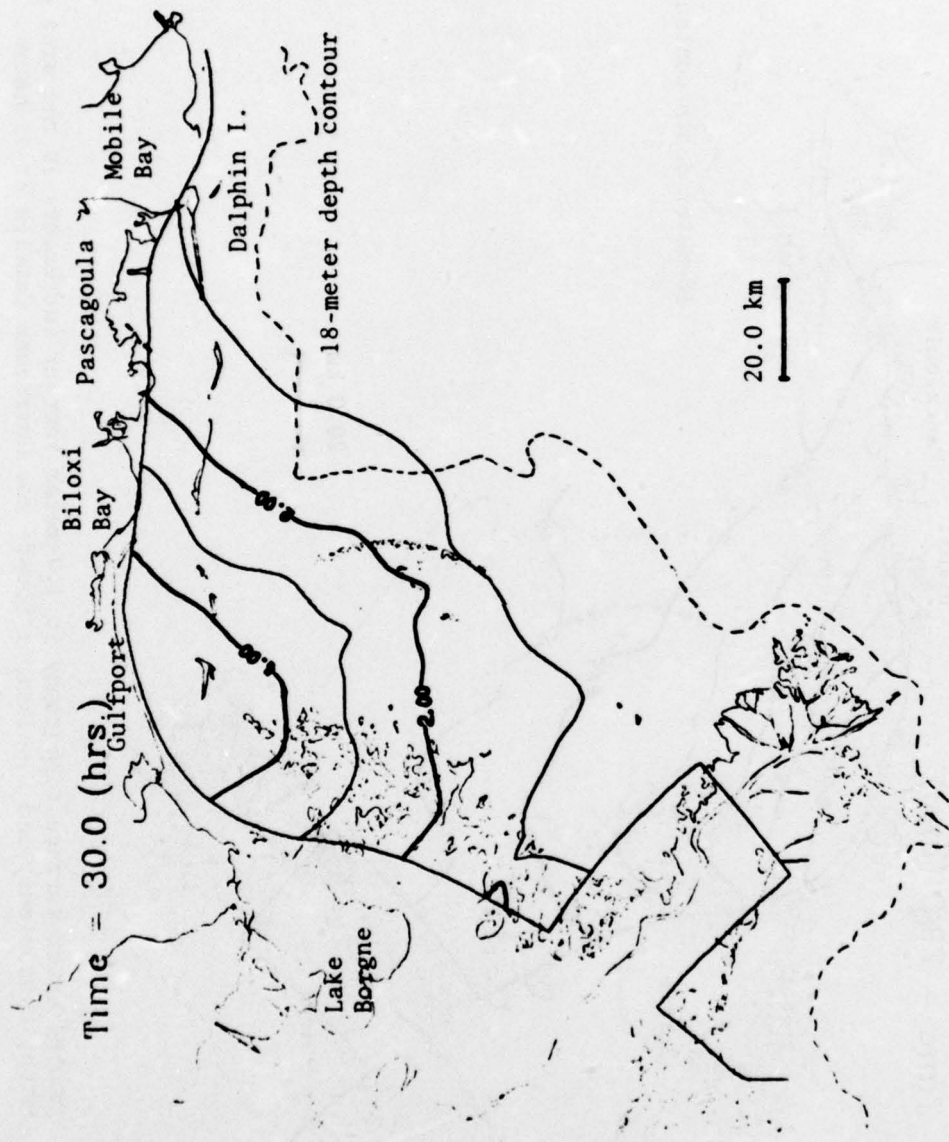 Time = 30.0 (hrs.)
Gulfport
Biloxi
Bay
Pascagoula
Mobile
Bay
Dalphin I.
18-meter depth contour
4.00
2.00
2.00
Lake
Borgne
20.0 km